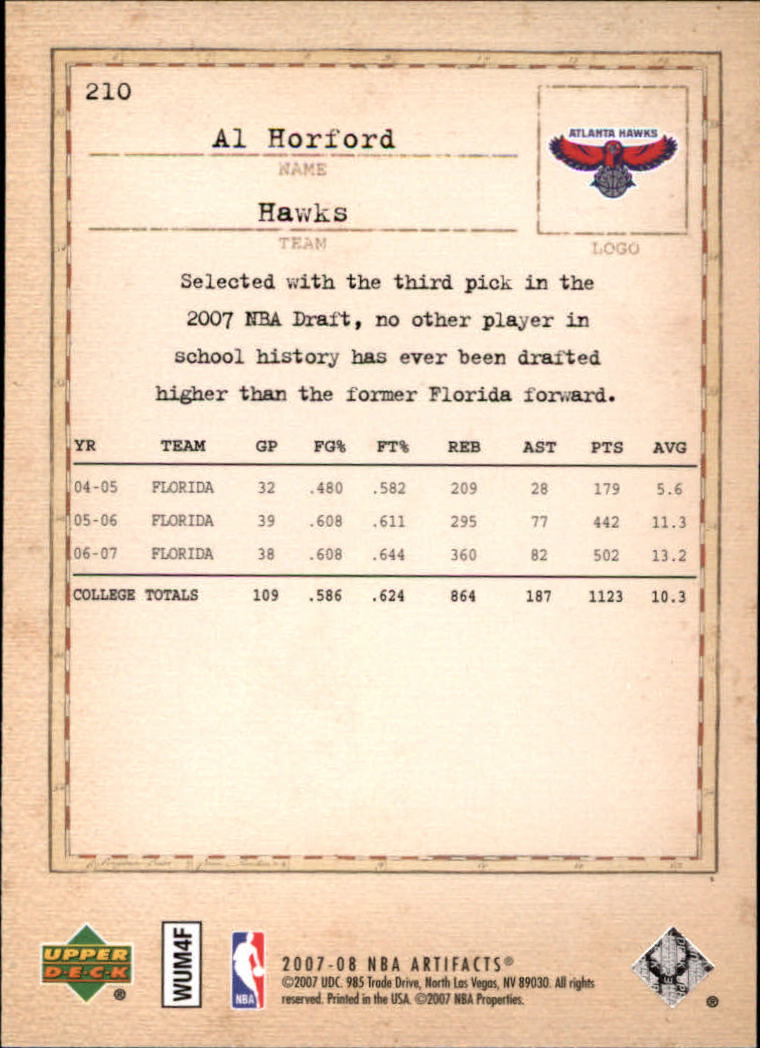 210
ATLANTA HAWKS
Al Horford
NAME
Hawks
TEAM
LOGO
Selected with the third pick in the
2007 NBA Draft, no other player in
school history has ever been drafted
higher than the former Florida forward.
YR TEAM GP FG% FT% REB AST PTS AVG
04-05 FLORIDA 32 .480 .582 209 28 179 5.6
05-06 FLORIDA 39 .608 .611 295 77 442 11.3
06-07 FLORIDA 38 .608 .644 360 82 502 13.2
COLLEGE TOTALS 109 .586 .624 864 187 1123 10.3
UPPER
D·E·C·K
®
WUM4F
NBA
2007-08 NBA ARTIFACTS®
©2007 UDC. 985 Trade Drive, North Las Vegas, NV 89030. All rights
reserved. Printed in the USA. ©2007 NBA Properties.
®